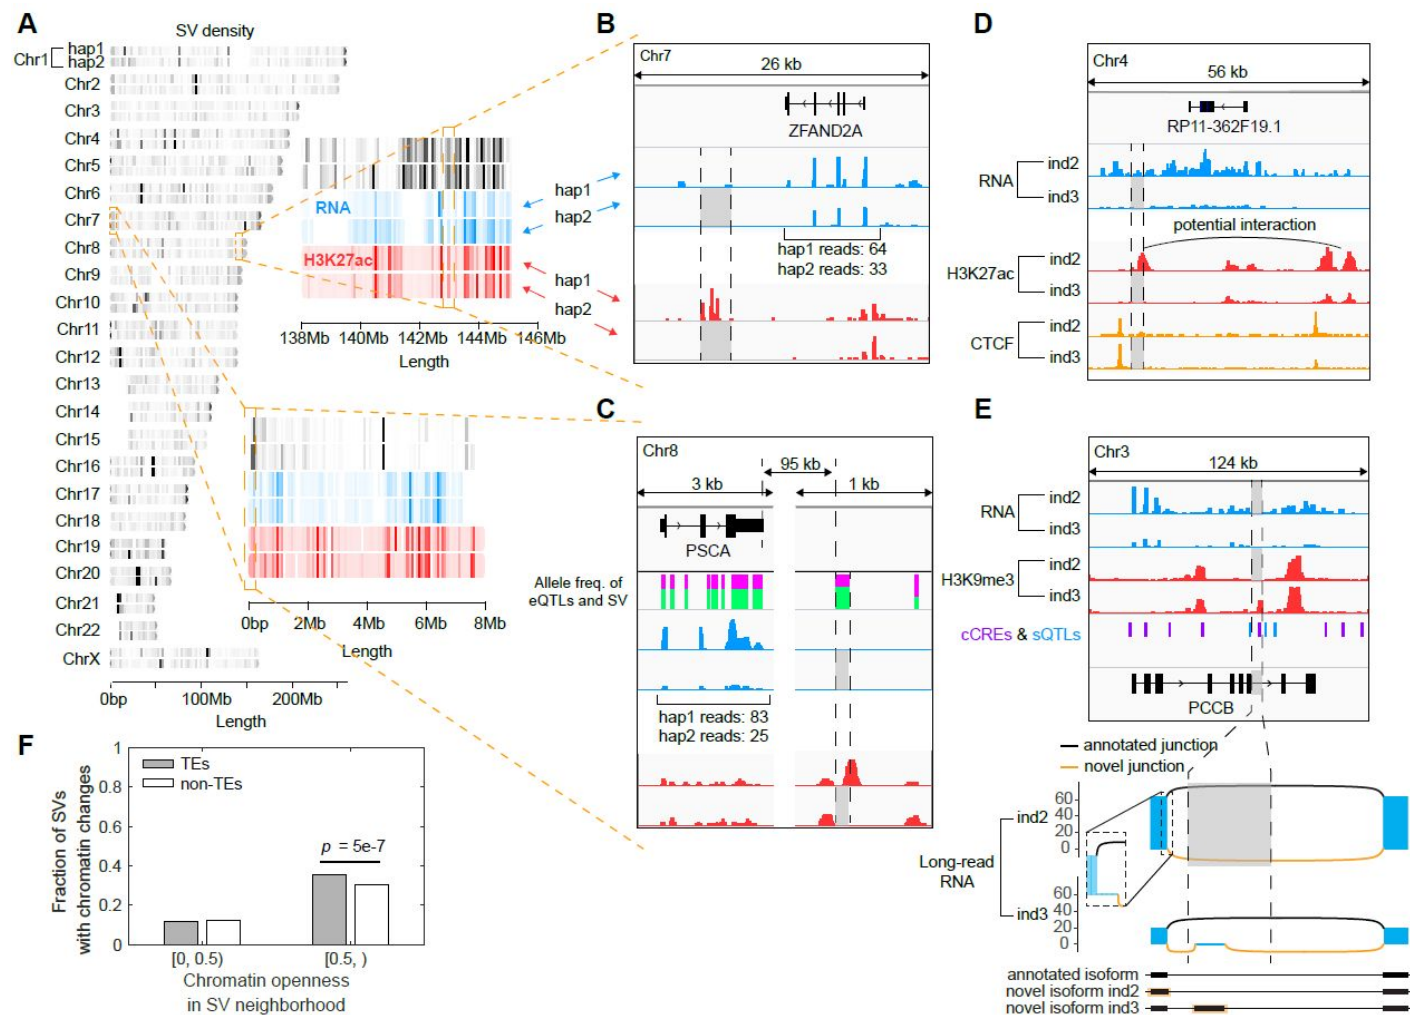 A
SV density
Chr1
hap1
hap2
Chr2
Chr3
Chr4
Chr5
Chr6
Chr7
Chr8
Chr9
Chr10
Chr11
Chr12
Chr13
Chr14
Chr15
Chr16
Chr17
Chr18
Chr19
Chr20
Chr21
Chr22
ChrX
0bp 100Mb 200Mb
Length
RNA
H3K27ac
hap1
hap2
hap1
hap2
138Mb 140Mb 142Mb 144Mb 146Mb
Length
0bp 2Mb 4Mb 6Mb 8Mb
Length
B
Chr7
26 kb
ZFAND2A
hap1 reads: 64
hap2 reads: 33
C
Chr8
95 kb
3 kb 1 kb
PSCA
Allele freq. of
eQTLs and SV
hap1 reads: 83
hap2 reads: 25
D
Chr4
56 kb
RP11-362F19.1
RNA
ind2
ind3
potential interaction
H3K27ac
ind2
ind3
CTCF
ind2
ind3
E
Chr3
124 kb
RNA
ind2
ind3
H3K9me3
ind2
ind3
cCREs & sQTLs
PCCB
annotated junction
novel junction
Long-read
RNA
ind2
60
40
20
0
ind3
60
40
20
0
annotated isoform
novel isoform ind2
novel isoform ind3
F
Fraction of SVs
with chromatin changes
1
0.8
0.6
0.4
0.2
0
TEs
non-TEs
p = 5e-7
[0, 0.5) [0.5, )
Chromatin openness
in SV neighborhood